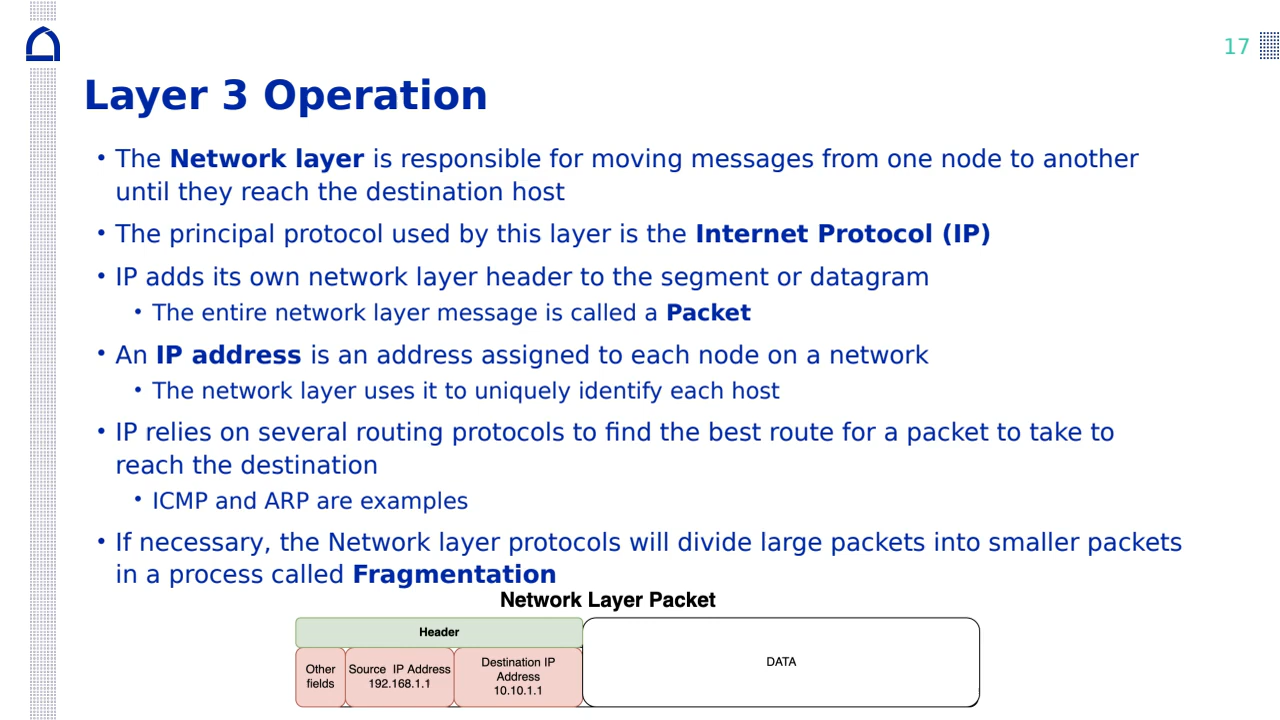 17
Layer 3 Operation
• The Network layer is responsible for moving messages from one node to another
until they reach the destination host
• The principal protocol used by this layer is the Internet Protocol (IP)
• IP adds its own network layer header to the segment or datagram
• The entire network layer message is called a Packet
• An IP address is an address assigned to each node on a network
• The network layer uses it to uniquely identify each host
• IP relies on several routing protocols to find the best route for a packet to take to
reach the destination
• ICMP and ARP are examples
• If necessary, the Network layer protocols will divide large packets into smaller packets
in a process called Fragmentation
Network Layer Packet
Header
Other
fields
Source IP Address
192.168.1.1
Destination IP
Address
10.10.1.1
DATA